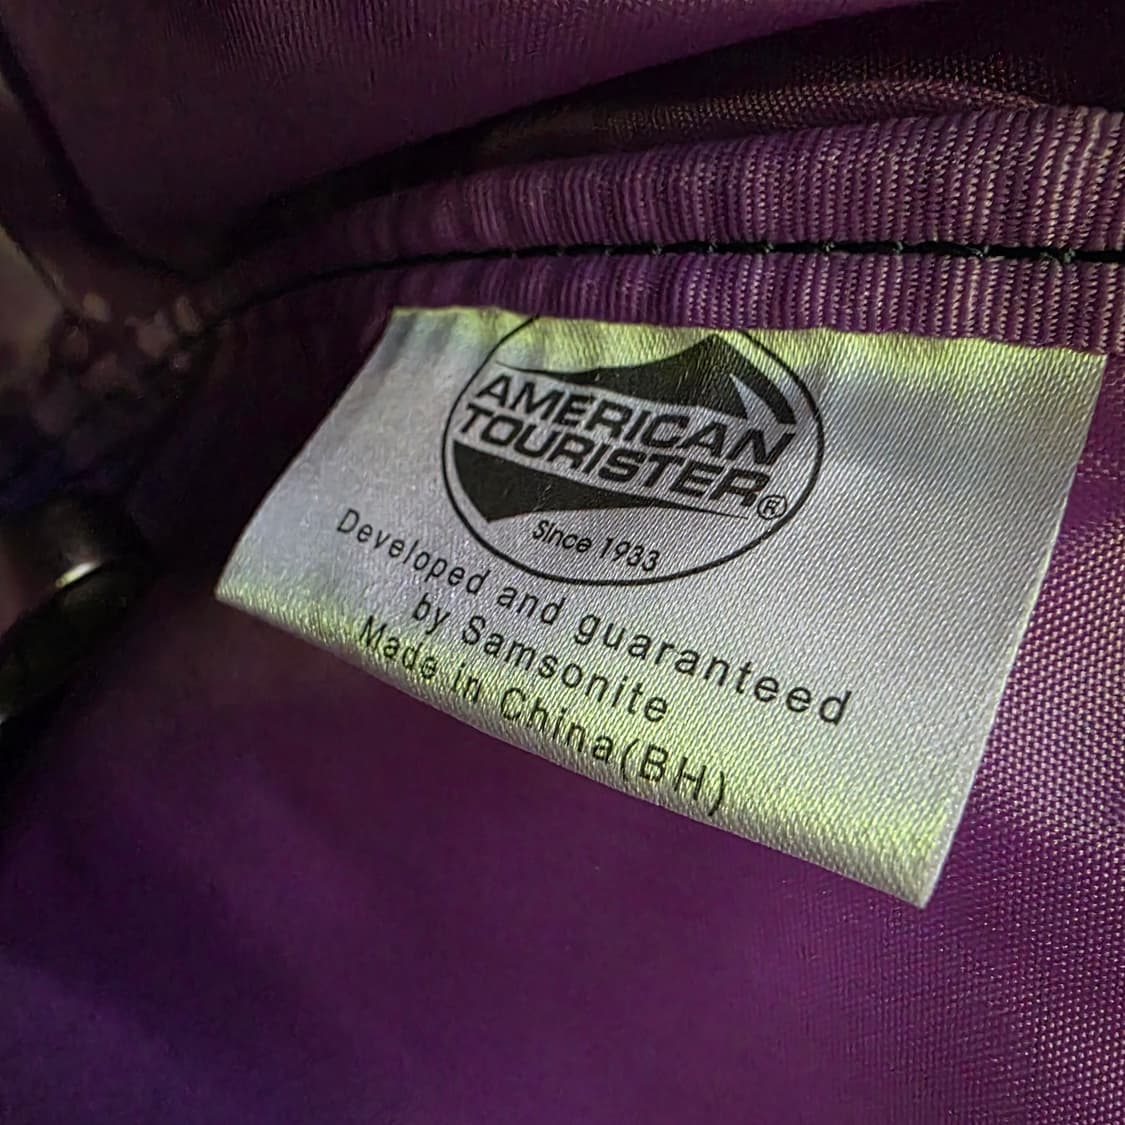 AMERICAN
TOURISTER®
Since 1933
Developed and guaranteed
by Samsonite
Made in China(BH)